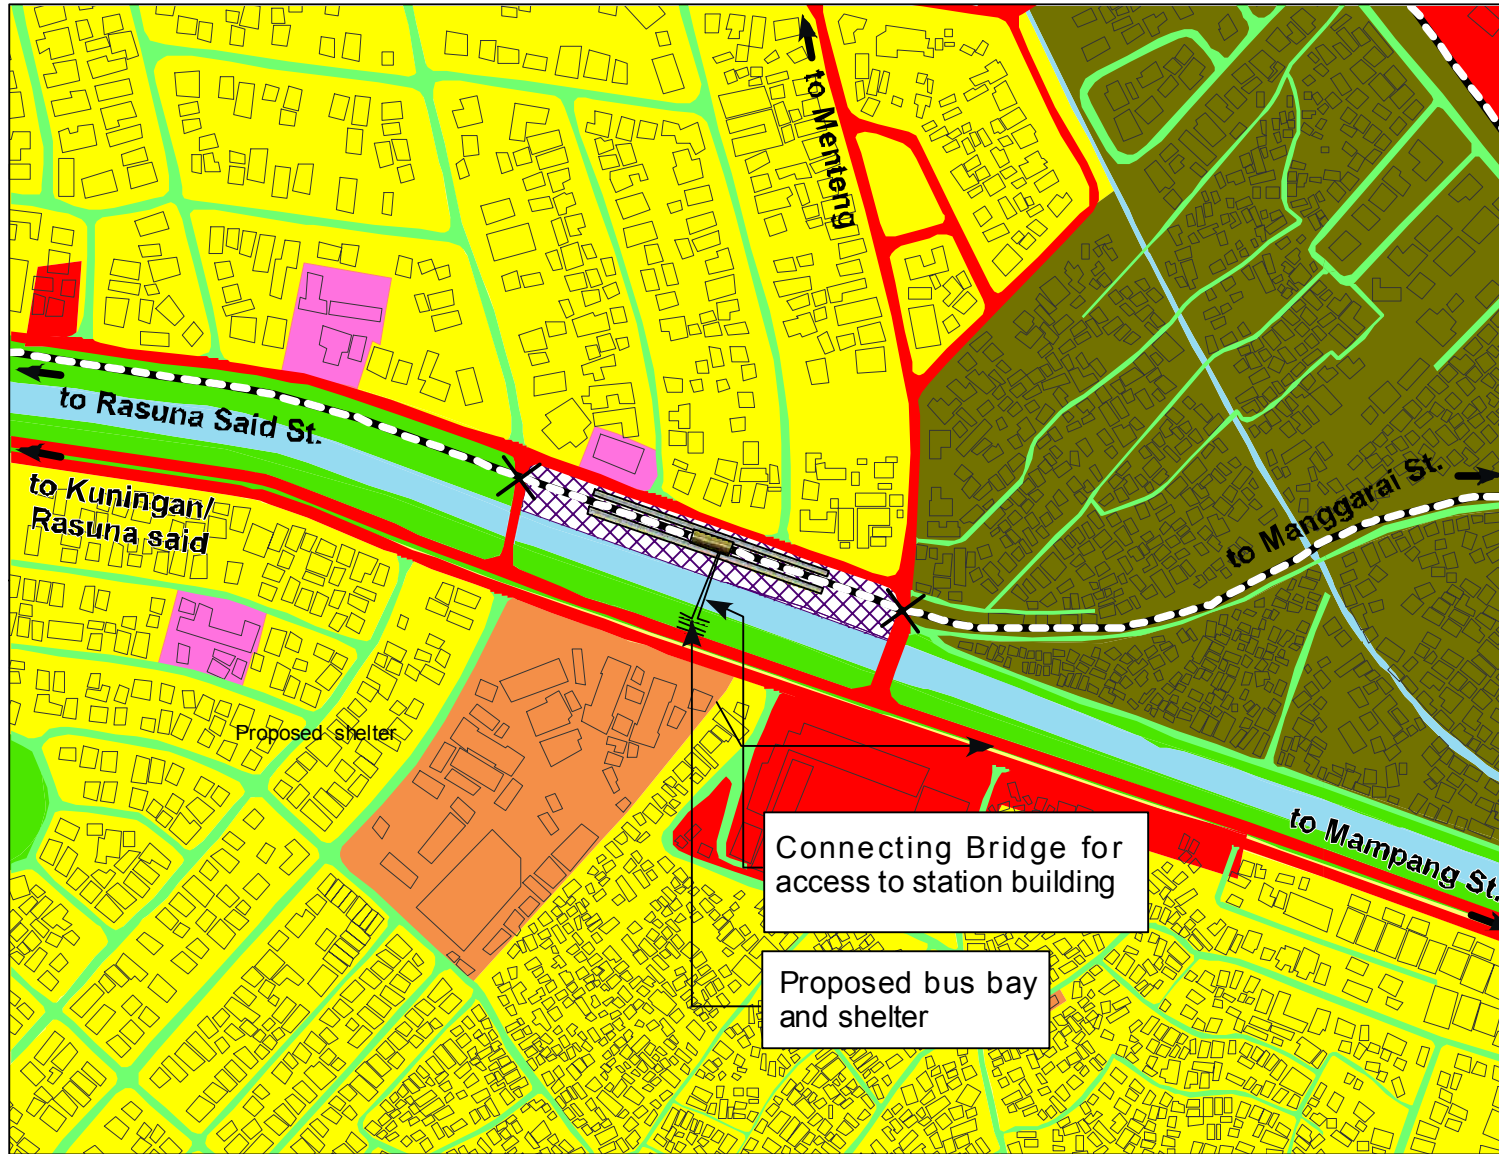 to Menteng
to Rasuna Said St.
to Kuningan/
Rasuna said
to Manggarai St.
Proposed shelter
to Mampang St.
Connecting Bridge for
access to station building
Proposed bus bay
and shelter